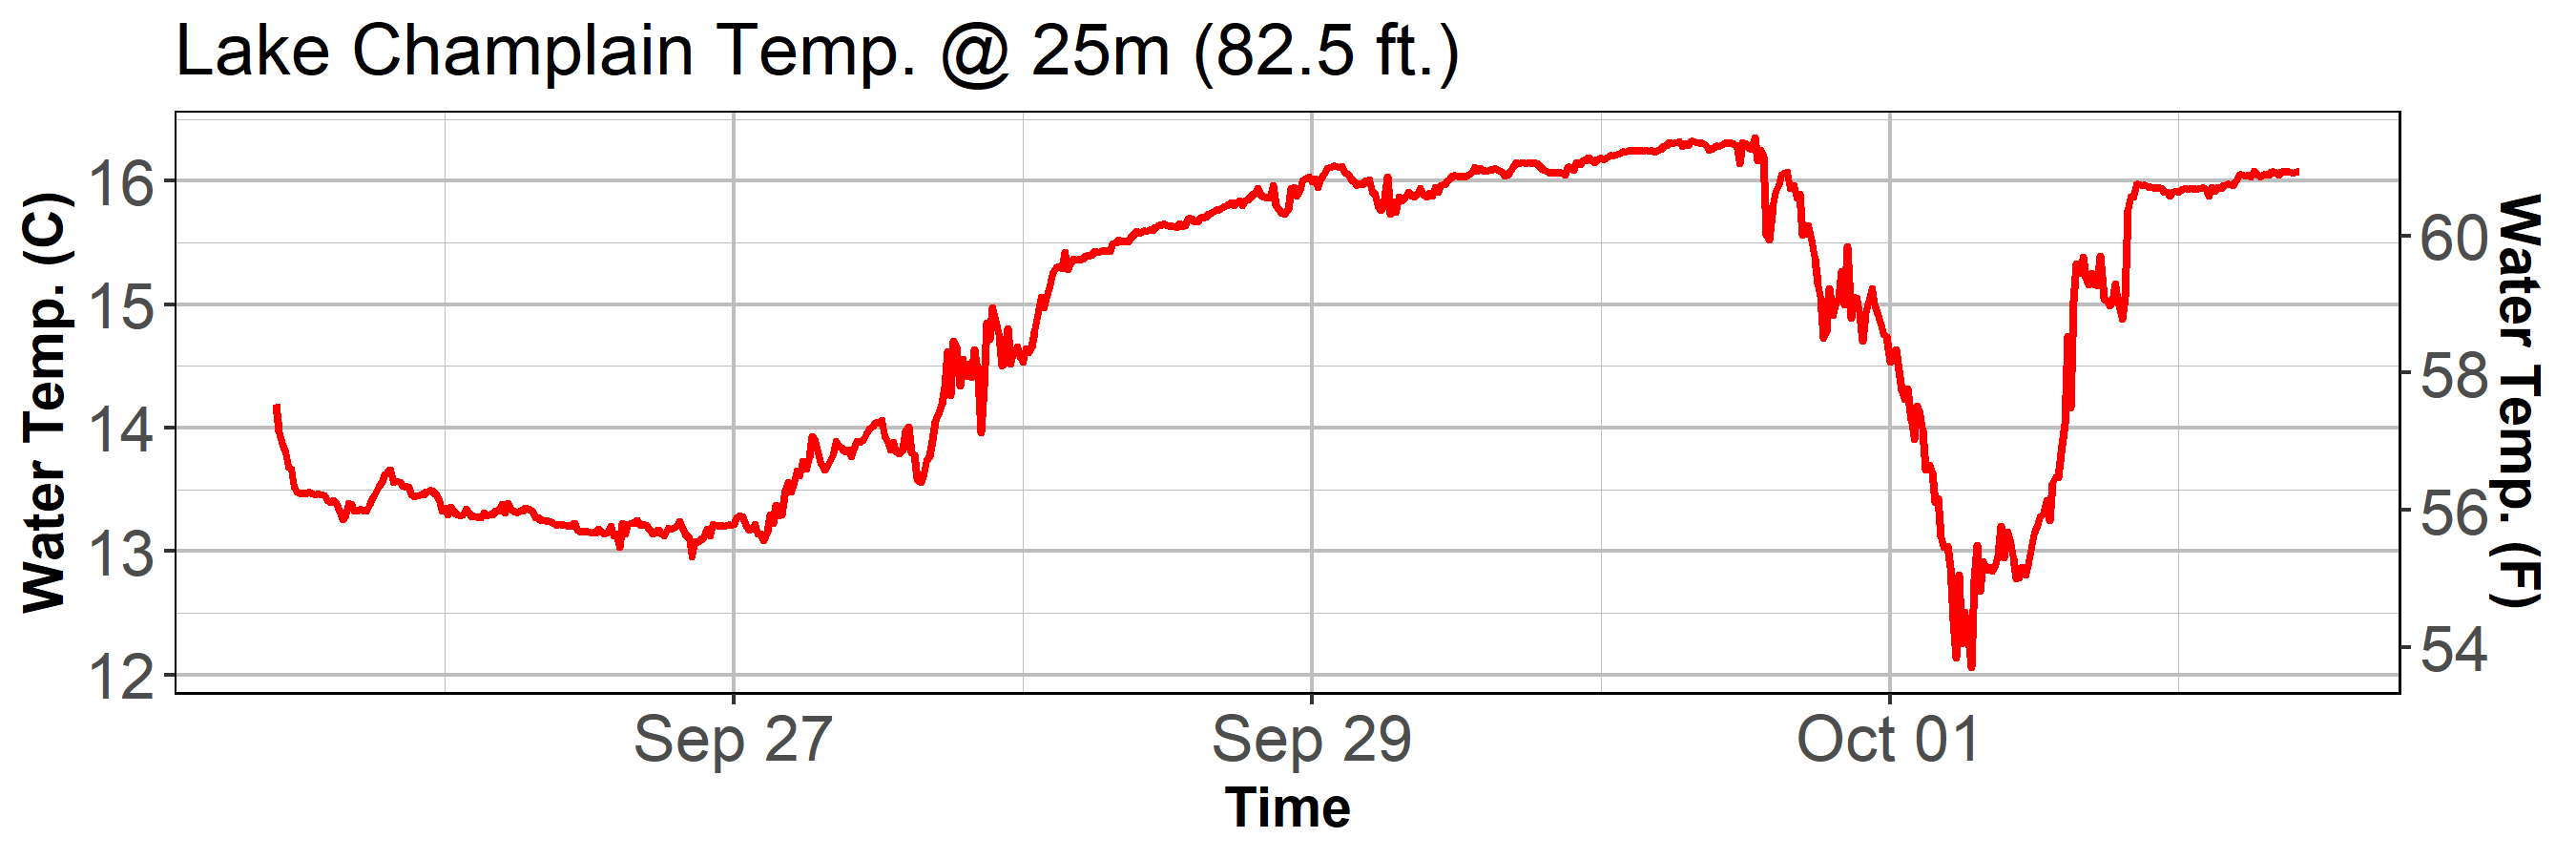 Lake Champlain Temp. @ 25m (82.5 ft.)
Water Temp. (C)
16
15
14
13
12
60
58
56
54
Water Temp. (F)
Sep 27
Sep 29
Oct 01
Time